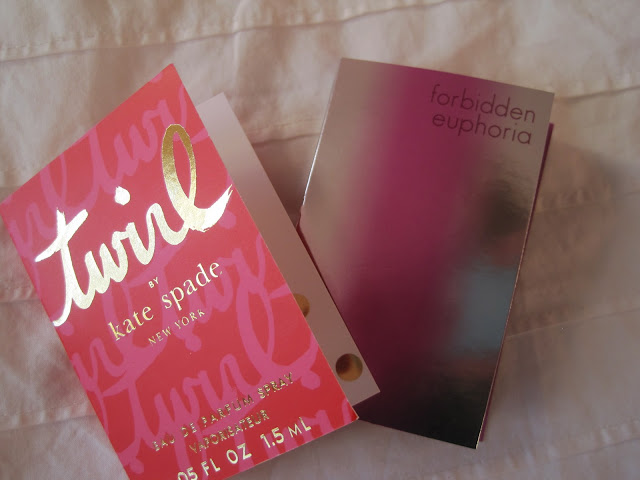 twirl
BY
kate spade
NEW YORK
EAU DE PARFUM SPRAY
VAPORISATEUR
.05 FL OZ 1.5 ML
forbidden
euphoria